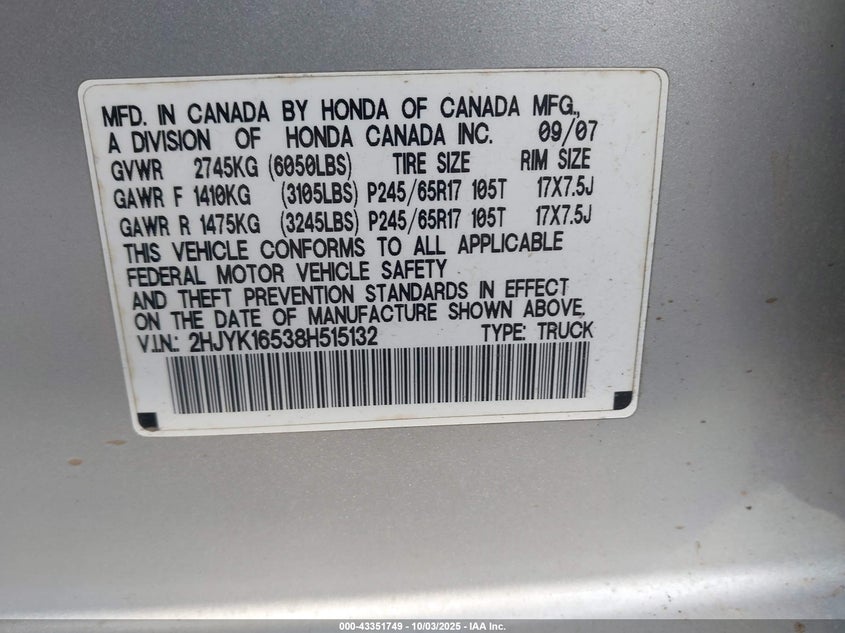 MFD. IN CANADA BY HONDA OF CANADA MFG.,
A DIVISION OF HONDA CANADA INC. 09/07
GVWR 2745KG (6050LBS) TIRE SIZE RIM SIZE
GAWR F 1410KG (3105LBS) P245/65R17 105T 17X7.5J
GAWR R 1475KG (3245LBS) P245/65R17 105T 17X7.5J
THIS VEHICLE CONFORMS TO ALL APPLICABLE
FEDERAL MOTOR VEHICLE SAFETY
AND THEFT PREVENTION STANDARDS IN EFFECT
ON THE DATE OF MANUFACTURE SHOWN ABOVE.
V.I.N.: 2HJYK16538H515132 TYPE: TRUCK
000-43351749 - 10/03/2025 - IAA Inc.